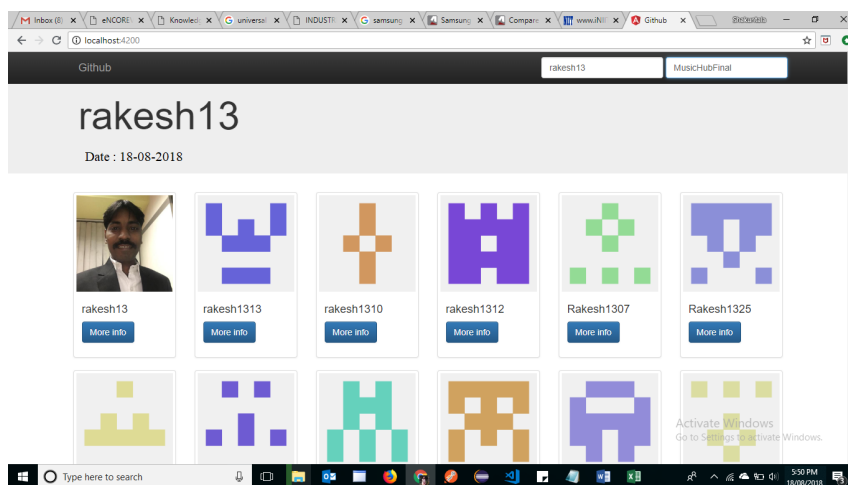 Inbox (8)
eNCORE
Knowled
universal
INDUSTR
samsung
Samsung
Compare
www.iNI
Github
localhost:4200
Github
rakesh13
MusicHubFinal
rakesh13
Date : 18-08-2018
rakesh13
rakesh1313
rakesh1310
rakesh1312
Rakesh1307
Rakesh1325
More info
More info
More info
More info
More info
More info
Activate Windows
Go to Settings to activate Windows.
Type here to search
5:50 PM
18/08/2018